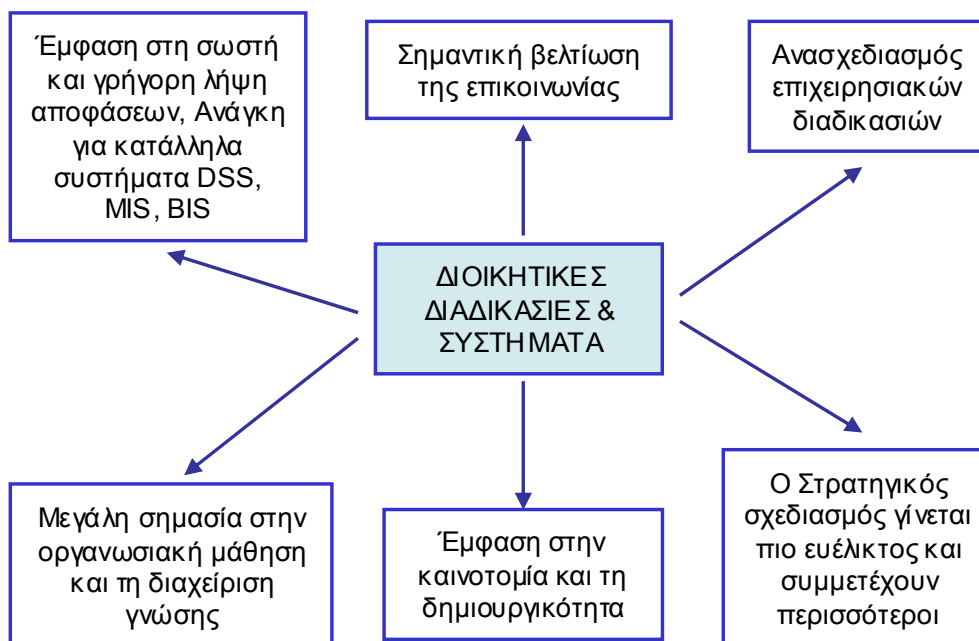 Έμφαση στη σωστή
και γρήγορη λήψη
αποφάσεων, Ανάγκη
για κατάλληλα
συστήματα DSS,
MIS, BIS
Σημαντική βελτίωση
της επικοινωνίας
Ανασχεδιασμός
επιχειρησιακών
διαδικασιών
ΔΙΟΙΚΗΤΙΚΕΣ
ΔΙΑΔΙΚΑΣΙΕΣ &
ΣΥΣΤΗΜΑΤΑ
Μεγάλη σημασία στην
οργανωσιακή μάθηση
και τη διαχείριση
γνώσης
Έμφαση στην
καινοτομία και τη
δημιουργικότητα
Ο Στρατηγικός
σχεδιασμός γίνεται
πιο ευέλικτος και
συμμετέχουν
περισσότεροι